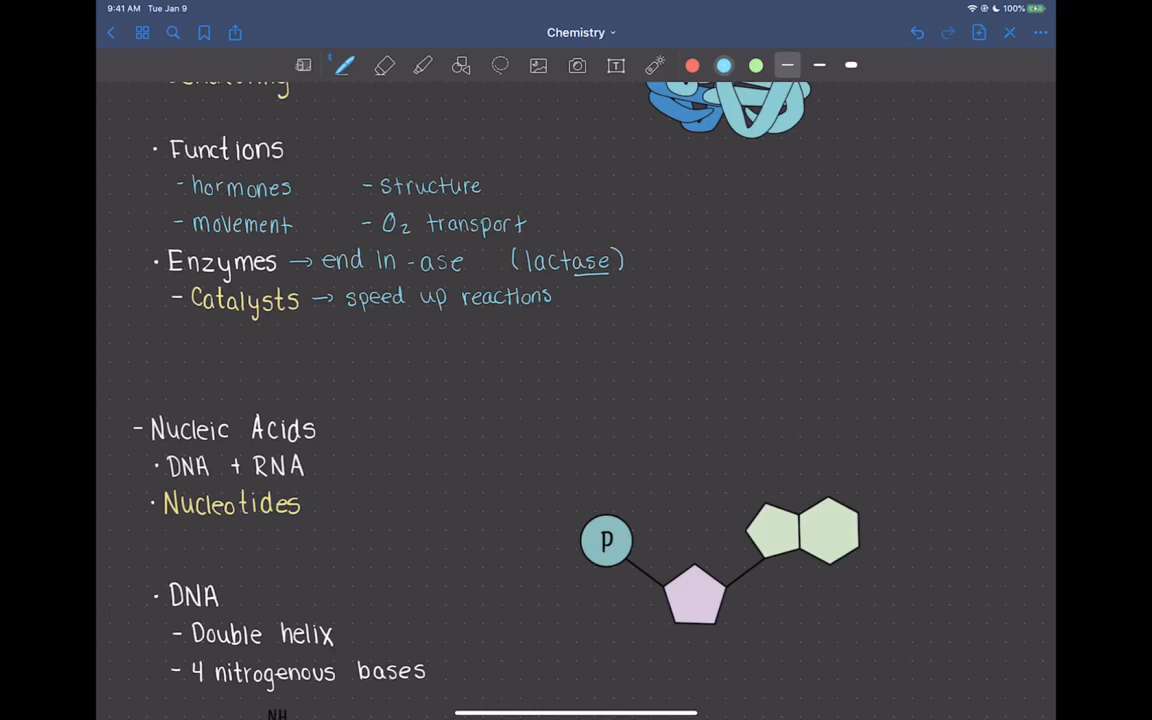 9:41 AM Tue Jan 9
100%
Chemistry
T
· Functions
- hormones - structure
- movement - O₂ transport
· Enzymes → end in -ase (lactase)
- Catalysts → speed up reactions
- Nucleic Acids
· DNA + RNA
· Nucleotides
P
· DNA
- Double helix
- 4 nitrogenous bases
NH